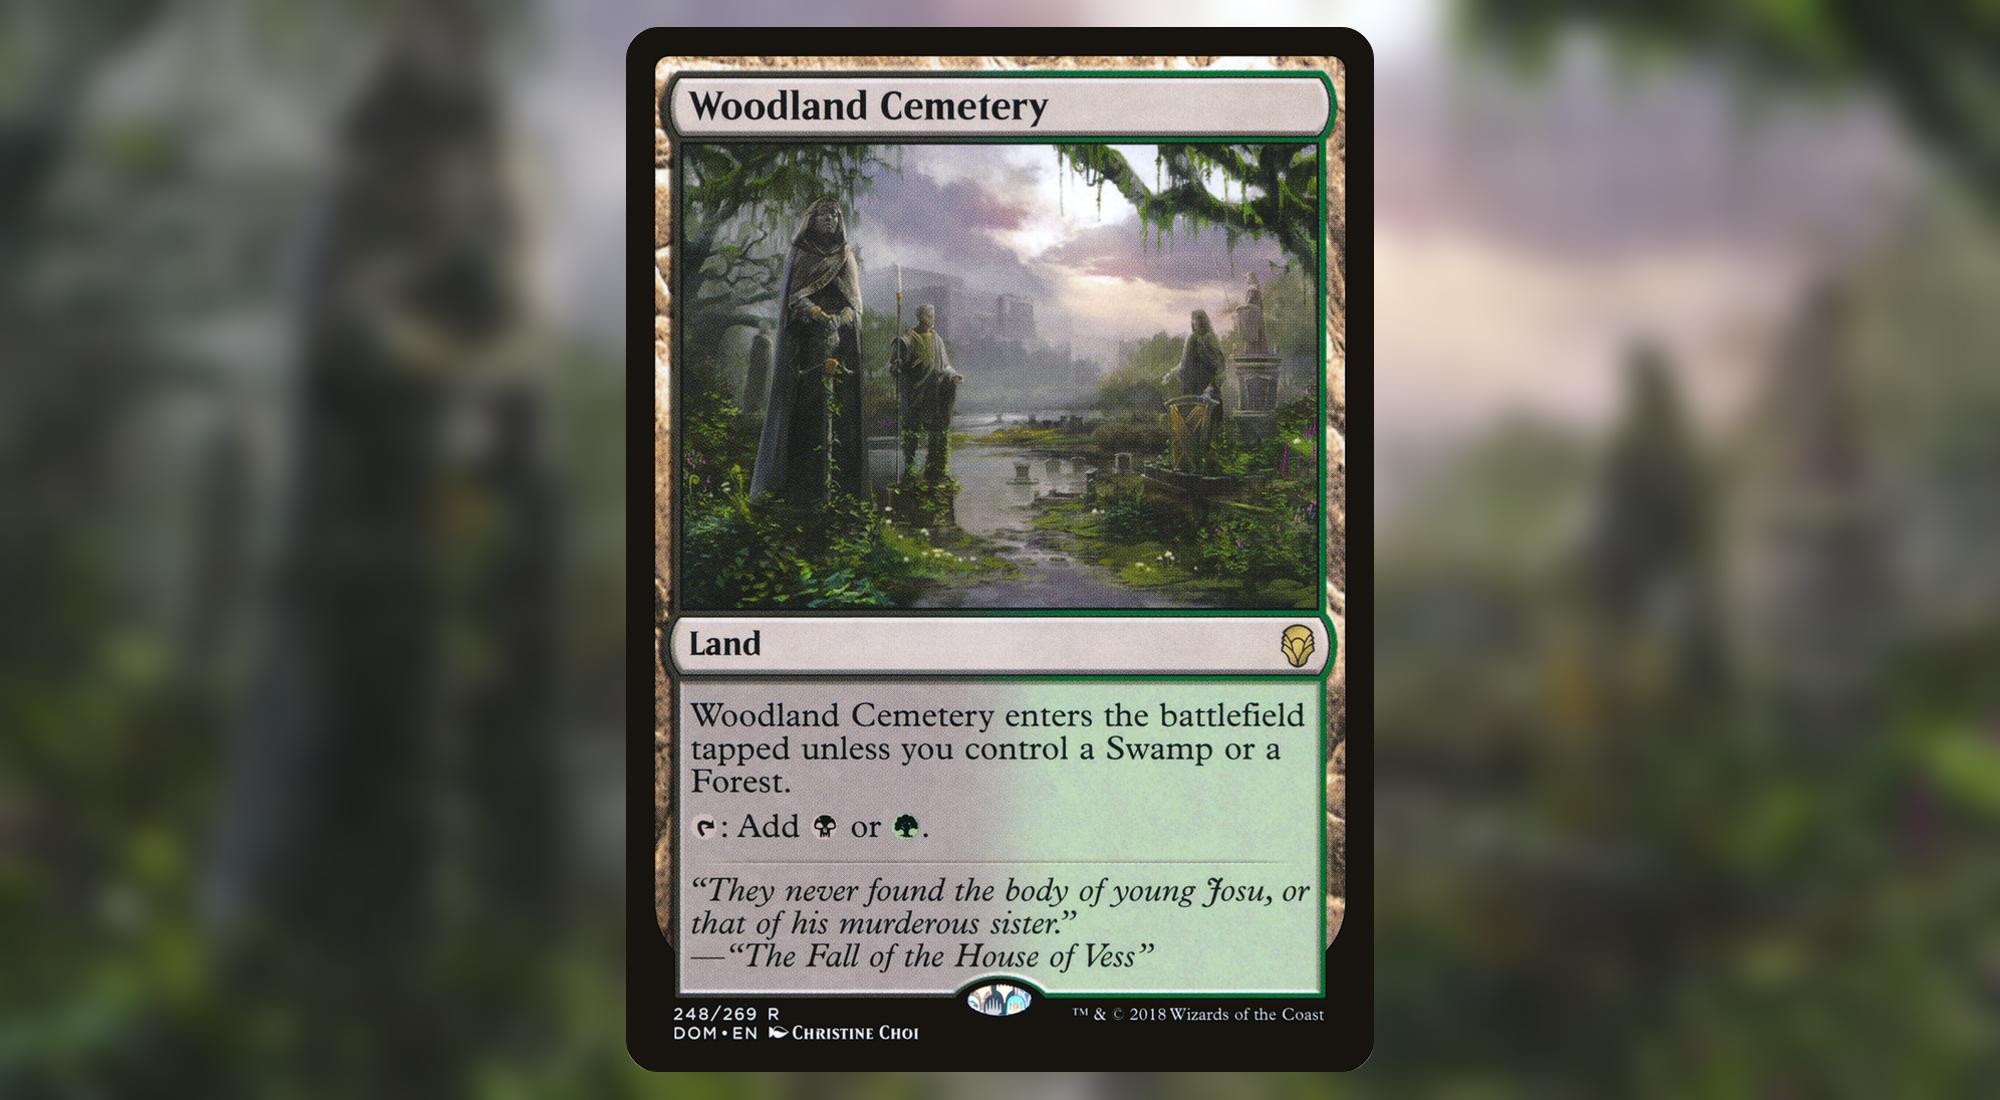 Woodland Cemetery
Land
Woodland Cemetery enters the battlefield
tapped unless you control a Swamp or a
Forest.
: Add or .
“They never found the body of young Josu, or
that of his murderous sister.”
—“The Fall of the House of Vess”
248/269 R
DOM • EN Christine Choi
™ & © 2018 Wizards of the Coast